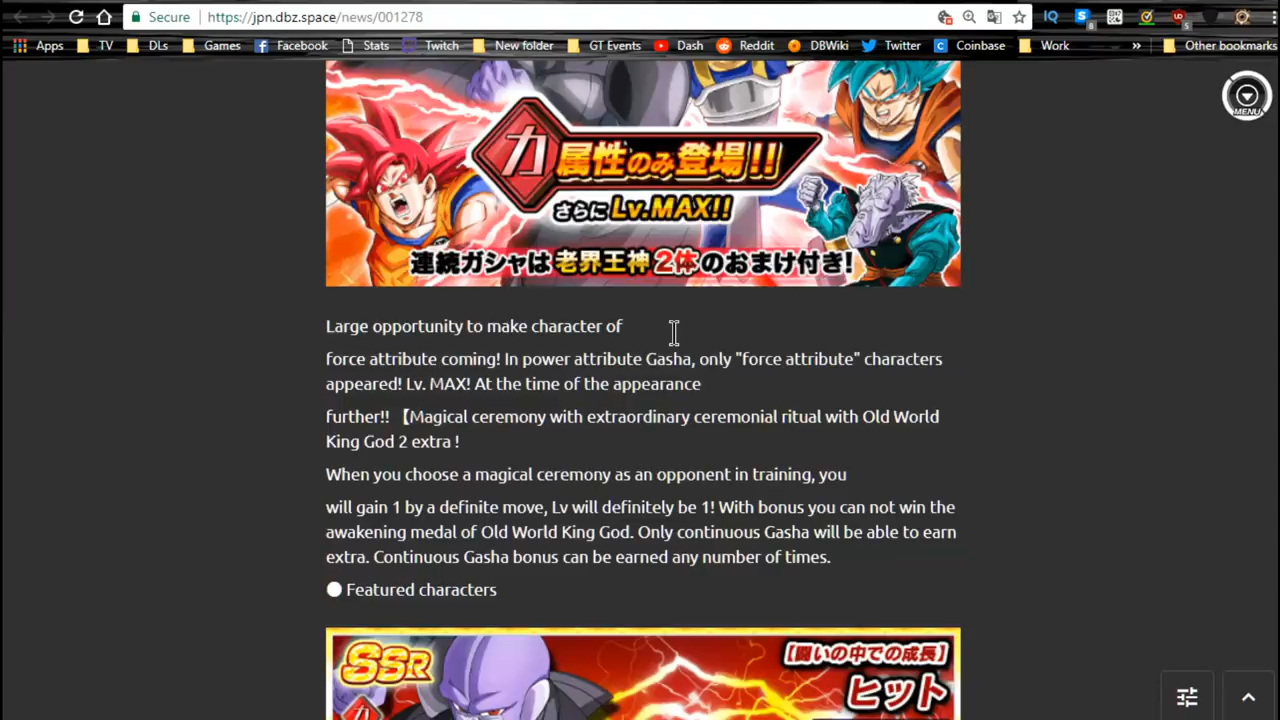 Secure https://jpn.dbz.space/news/001278
Apps TV DLs Games Facebook Stats Twitch New folder GT Events Dash Reddit DBWiki Twitter Coinbase Work » Other bookmarks
MENU
力 属性のみ登場!!
さらにLv.MAX!!
連続ガシャは老界王神2体のおまけ付き!
Large opportunity to make character of
force attribute coming! In power attribute Gasha, only "force attribute" characters
appeared! Lv. MAX! At the time of the appearance
further!! 【Magical ceremony with extraordinary ceremonial ritual with Old World
King God 2 extra !
When you choose a magical ceremony as an opponent in training, you
will gain 1 by a definite move, Lv will definitely be 1! With bonus you can not win the
awakening medal of Old World King God. Only continuous Gasha will be able to earn
extra. Continuous Gasha bonus can be earned any number of times.
● Featured characters
SSR
【闘いの中での成長】
ヒット
力